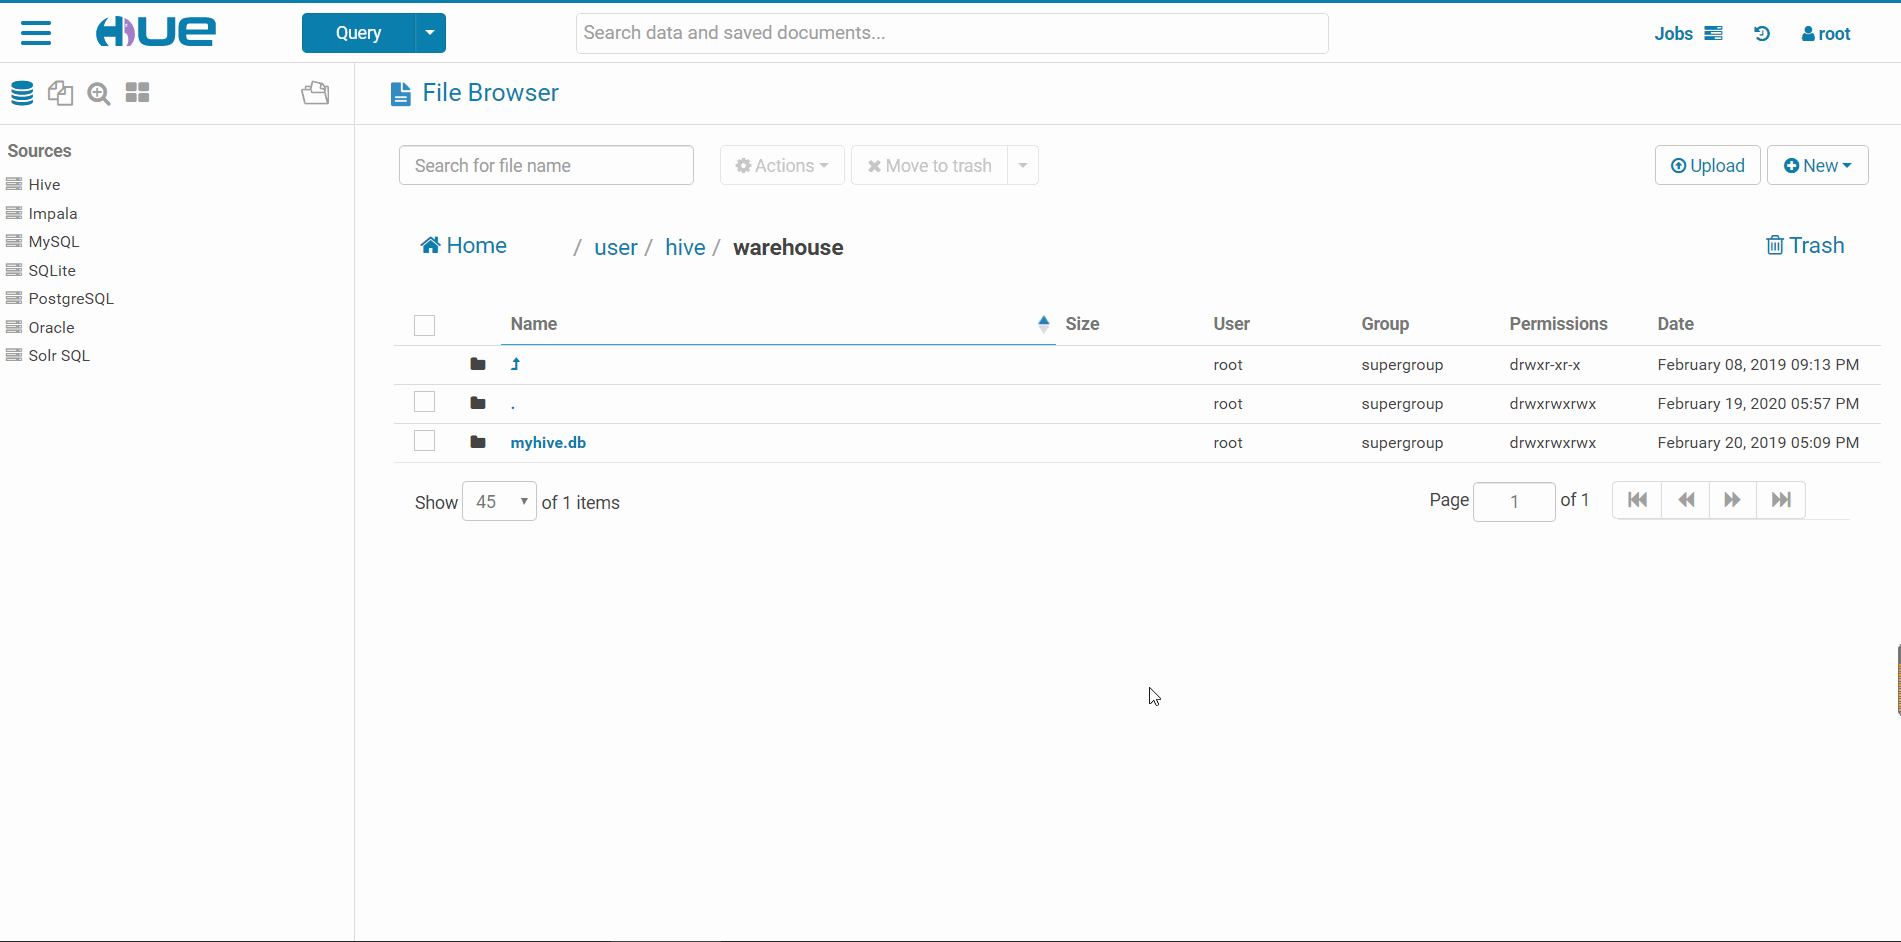 HUE
Query
Search data and saved documents...
Jobs
root
File Browser
Sources
Hive
Impala
MySQL
SQLite
PostgreSQL
Oracle
Solr SQL
Search for file name
Actions
Move to trash
Upload
New
Home / user / hive / warehouse
Trash
Name Size User Group Permissions Date
root supergroup drwxr-xr-x February 08, 2019 09:13 PM
. root supergroup drwxrwxrwx February 19, 2020 05:57 PM
myhive.db root supergroup drwxrwxrwx February 20, 2019 05:09 PM
Show 45 of 1 items
Page 1 of 1